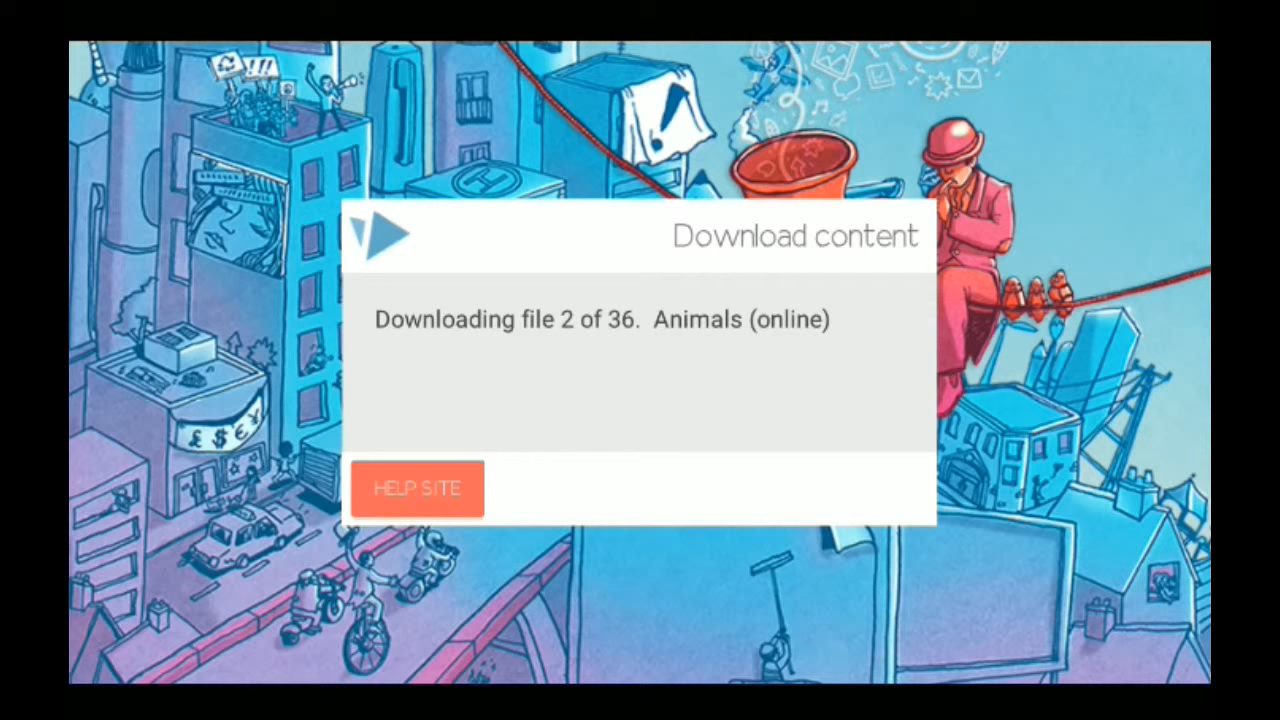 !!!
H
Download content
Downloading file 2 of 36.  Animals (online)
£ $ € ¥
HELP SITE